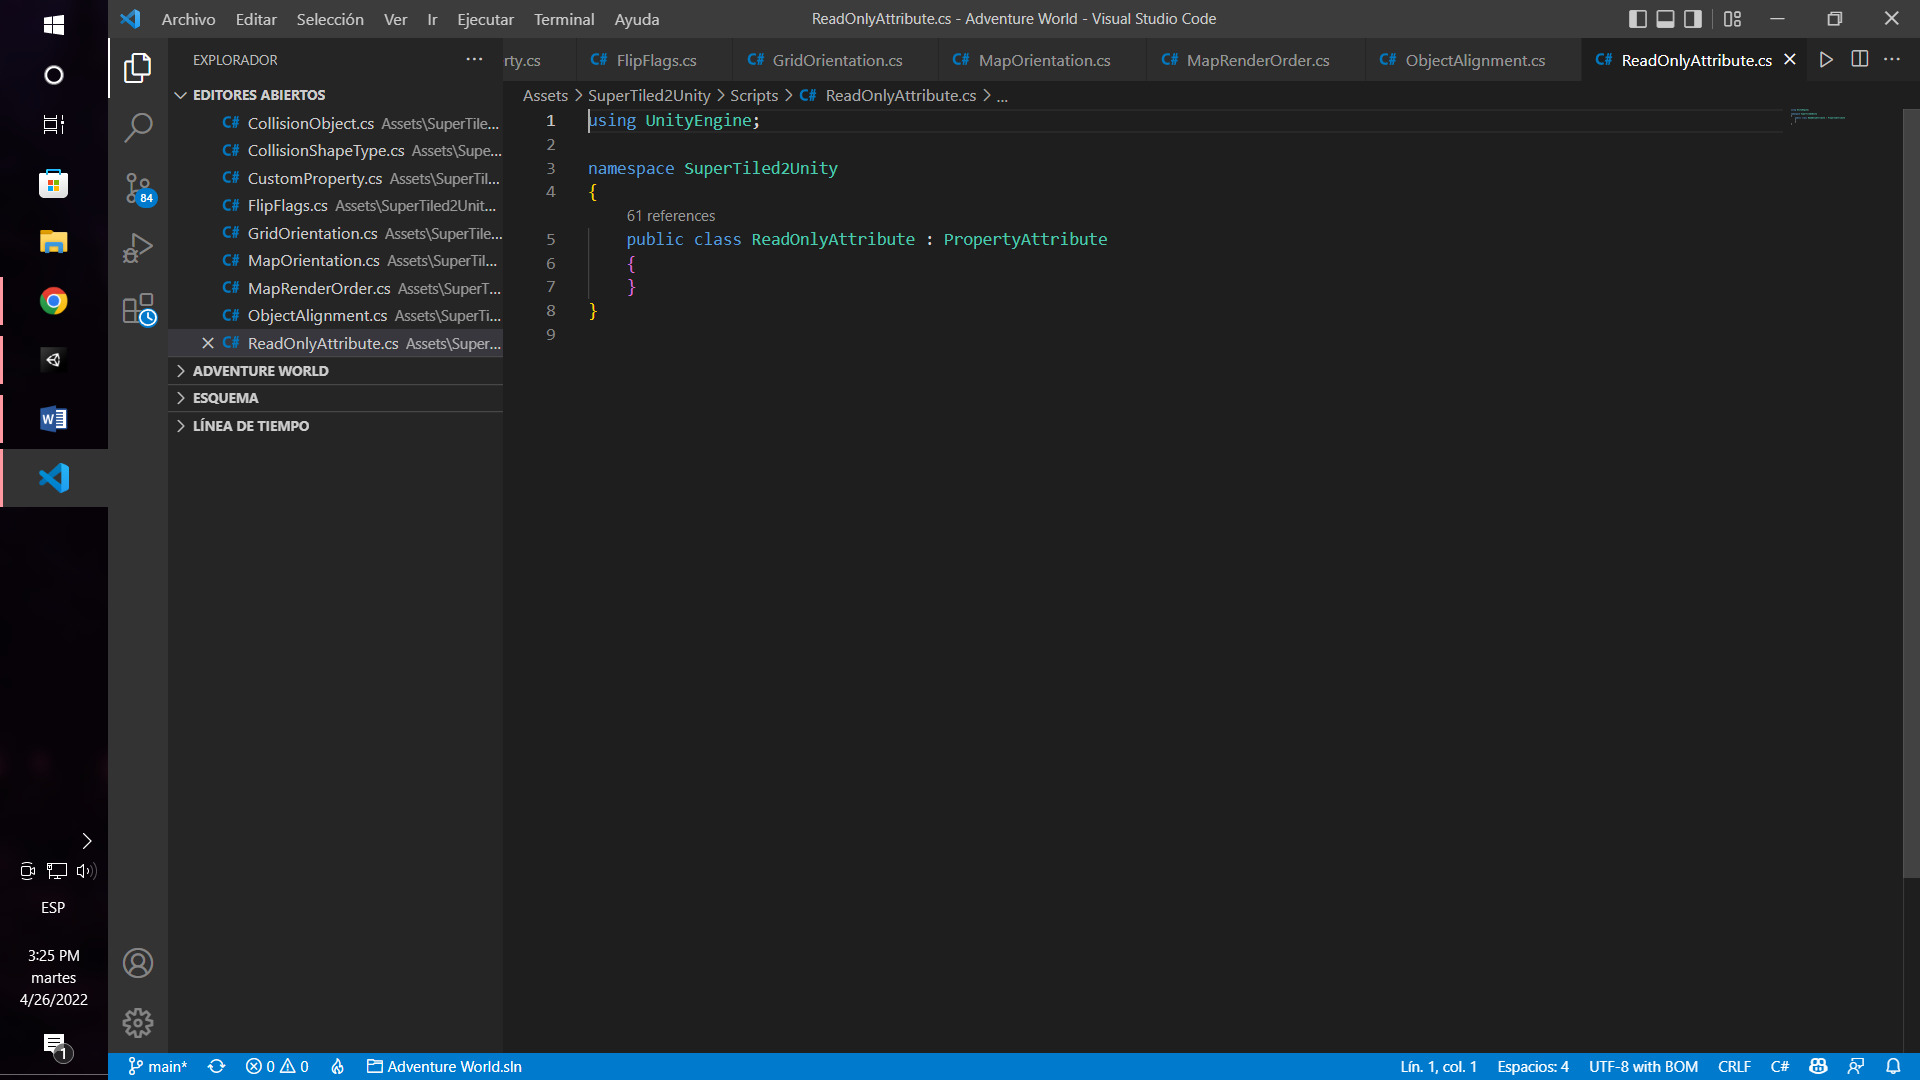 Archivo Editar Selección Ver Ir Ejecutar Terminal Ayuda
ReadOnlyAttribute.cs - Adventure World - Visual Studio Code
EXPLORADOR
rty.cs
C# FlipFlags.cs
C# GridOrientation.cs
C# MapOrientation.cs
C# MapRenderOrder.cs
C# ObjectAlignment.cs
C# ReadOnlyAttribute.cs
EDITORES ABIERTOS
C# CollisionObject.cs Assets\SuperTile...
C# CollisionShapeType.cs Assets\Supe...
C# CustomProperty.cs Assets\SuperTil...
C# FlipFlags.cs Assets\SuperTiled2Unit...
C# GridOrientation.cs Assets\SuperTile...
C# MapOrientation.cs Assets\SuperTil...
C# MapRenderOrder.cs Assets\SuperT...
C# ObjectAlignment.cs Assets\SuperTi...
C# ReadOnlyAttribute.cs Assets\Super...
ADVENTURE WORLD
ESQUEMA
LÍNEA DE TIEMPO
84
Assets > SuperTiled2Unity > Scripts > C# ReadOnlyAttribute.cs > ...
1 using UnityEngine;
2
3 namespace SuperTiled2Unity
4 {
61 references
5 public class ReadOnlyAttribute : PropertyAttribute
6 {
7 }
8 }
9
ESP
3:25 PM
martes
4/26/2022
1
main* 0 0 Adventure World.sln
Lín. 1, col. 1 Espacios: 4 UTF-8 with BOM CRLF C#